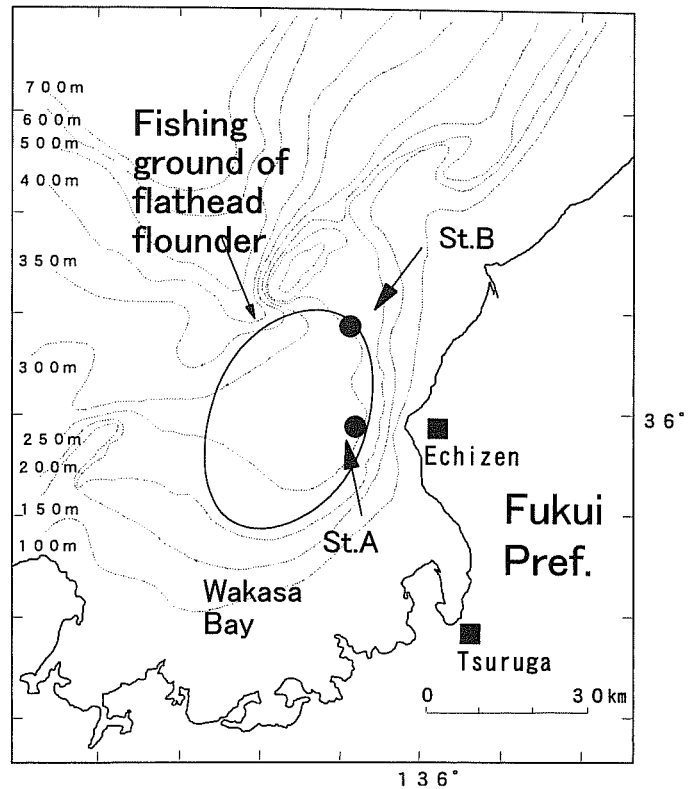 700m
600m
500m
400m
350m
300m
250m
200m
150m
100m
Fishing
ground of
flathead
flounder
St.B
St.A
36°
Echizen
Fukui
Pref.
Wakasa
Bay
Tsuruga
0 30km
136°